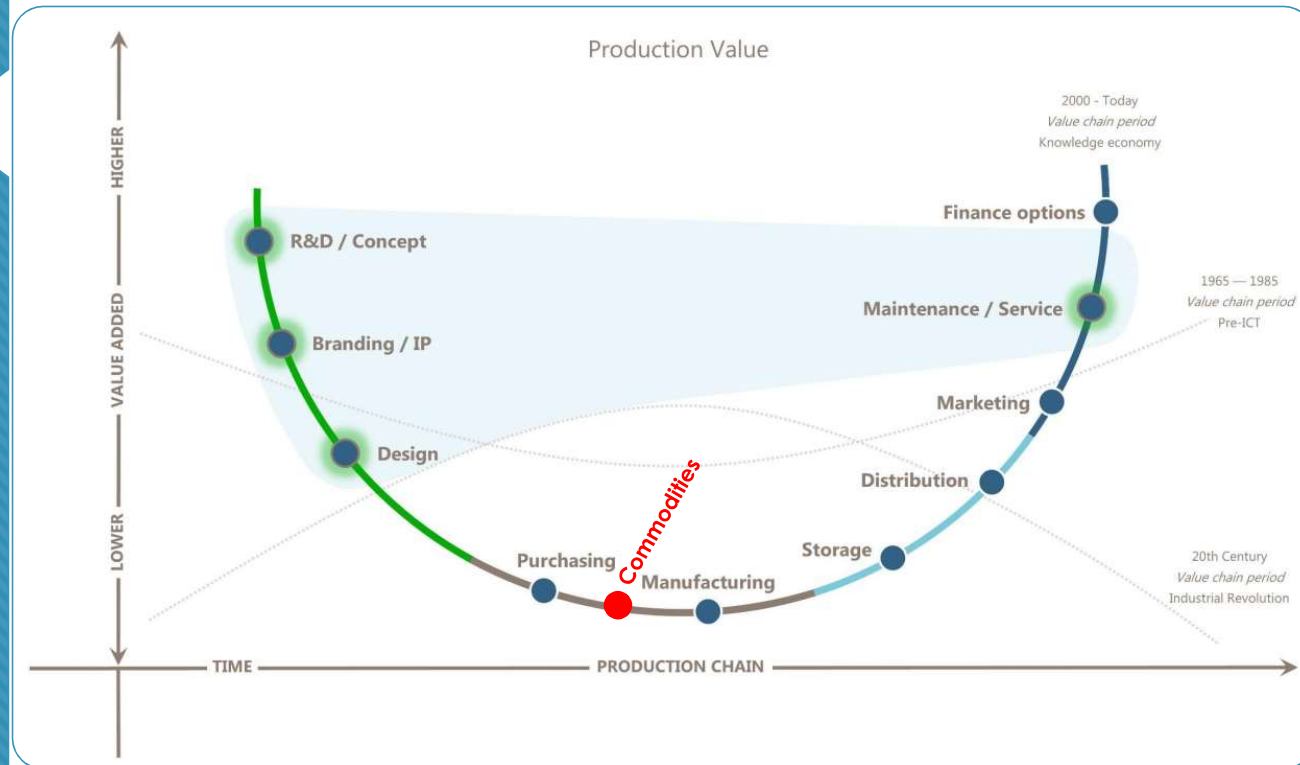 Production Value
2000 - Today
Value chain period
Knowledge economy
HIGHER
VALUE ADDED
LOWER
R&D / Concept
Branding / IP
Design
Purchasing
Commodities
Manufacturing
Storage
Distribution
Marketing
Maintenance / Service
Finance options
1965 — 1985
Value chain period
Pre-ICT
20th Century
Value chain period
Industrial Revolution
TIME
PRODUCTION CHAIN